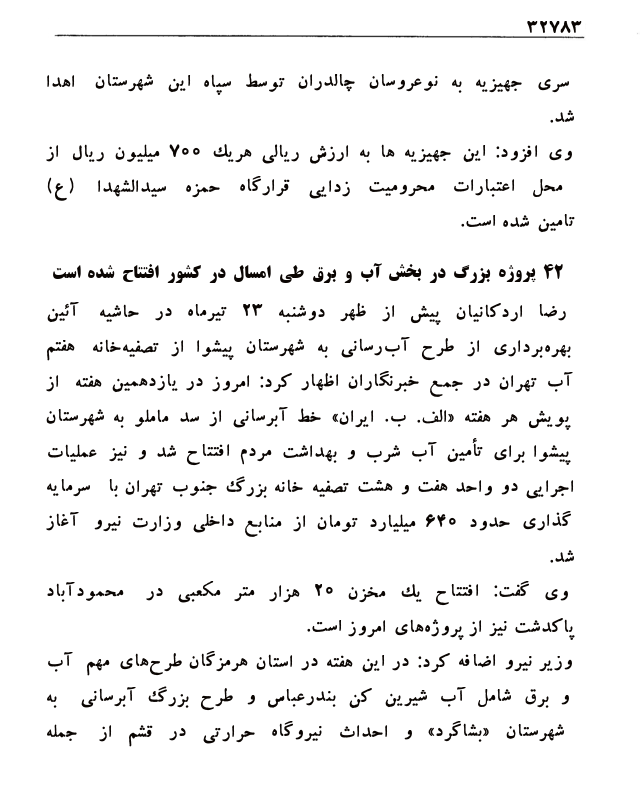 ۳۲۷۸۳
سری جهیزیه به نوعروسان چالدران توسط سپاه این شهرستان اهدا
شد.
وی افزود: این جهیزیه ها به ارزش ریالی هریك ۷۰۰ میلیون ریال از
محل اعتبارات محرومیت زدایی قرارگاه حمزه سیدالشهدا (ع)
تامین شده است.
۴۲ پروژه بزرگ در بخش آب و برق طی امسال در کشور افتتاح شده است
رضا اردکانیان پیش از ظهر دوشنبه ۲۳ تیرماه در حاشیه آئین
بهره‌برداری از طرح آب‌رسانی به شهرستان پیشوا از تصفیه‌خانه هفتم
آب تهران در جمع خبرنگاران اظهار کرد: امروز در یازدهمین هفته از
پویش هر هفته «الف. ب. ایران» خط آبرسانی از سد ماملو به شهرستان
پیشوا برای تأمین آب شرب و بهداشت مردم افتتاح شد و نیز عملیات
اجرایی دو واحد هفت و هشت تصفیه خانه بزرگ جنوب تهران با سرمایه
گذاری حدود ۶۴۰ میلیارد تومان از منابع داخلی وزارت نیرو آغاز
شد.
وی گفت: افتتاح یك مخزن ۲۰ هزار متر مکعبی در محمودآباد
پاکدشت نیز از پروژه‌های امروز است.
وزیر نیرو اضافه کرد: در این هفته در استان هرمزگان طرح‌های مهم آب
و برق شامل آب شیرین کن بندرعباس و طرح بزرگ آبرسانی به
شهرستان «بشاگرد» و احداث نیروگاه حرارتی در قشم از جمله